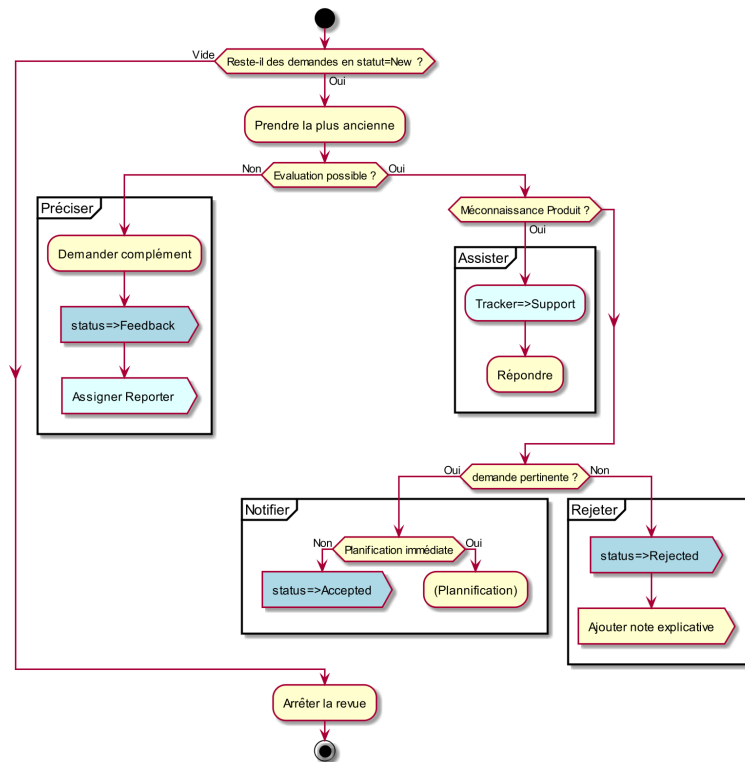 Vide
Reste-il des demandes en statut=New ?
Oui
Prendre la plus ancienne
Non
Evaluation possible ?
Oui
Préciser
Méconnaissance Produit ?
Oui
Demander complément
Assister
Tracker=>Support
status=>Feedback
Répondre
Assigner Reporter
Oui
demande pertinente ?
Non
Notifier
Rejeter
Non
Planification immédiate
Oui
status=>Rejected
status=>Accepted
(Plannification)
Ajouter note explicative
Arrêter la revue